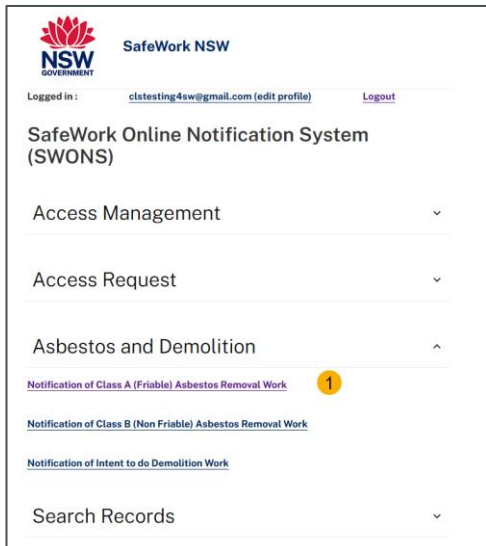 NSW
GOVERNMENT
SafeWork NSW
Logged in :
clstesting4sw@gmail.com (edit profile)
Logout
SafeWork Online Notification System
(SWONS)
Access Management
Access Request
Asbestos and Demolition
Notification of Class A (Friable) Asbestos Removal Work
1
Notification of Class B (Non Friable) Asbestos Removal Work
Notification of Intent to do Demolition Work
Search Records